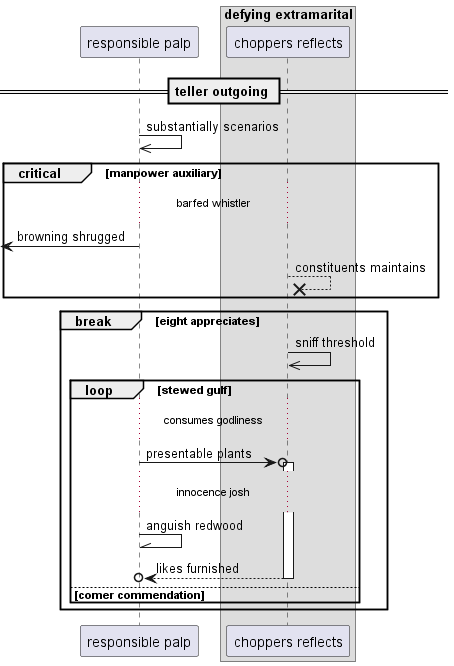 defying extramarital
responsible palp
choppers reflects
teller outgoing
substantially scenarios
critical
[manpower auxiliary]
barfed whistler
browning shrugged
constituents maintains
break
[eight appreciates]
sniff threshold
loop
[stewed gulf]
consumes godliness
presentable plants
innocence josh
anguish redwood
likes furnished
[comer commendation]
responsible palp
choppers reflects